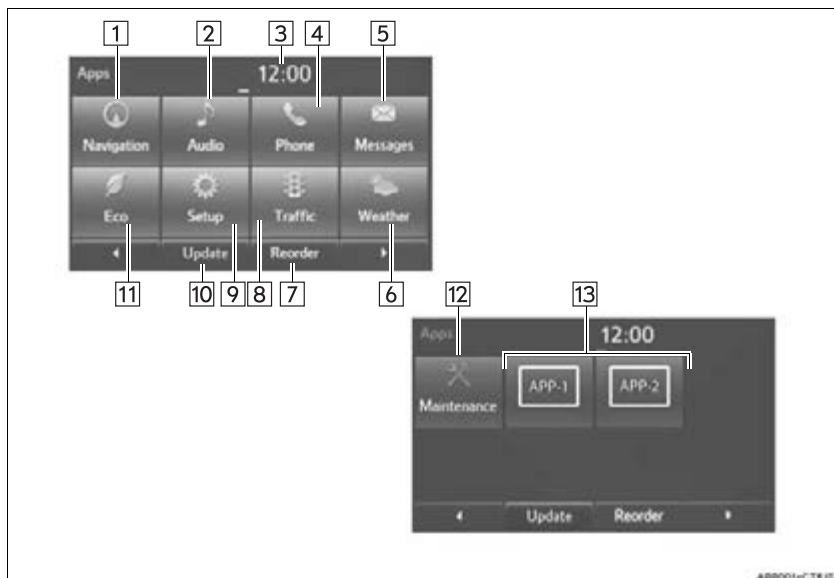 1 2 3 4 5
Apps 12:00
Navigation Audio Phone Messages
Eco Setup Traffic Weather
Update Reorder
11 10 9 8 7 6
12 13
Apps 12:00
APP-1 APP-2
Maintenance
Update Reorder